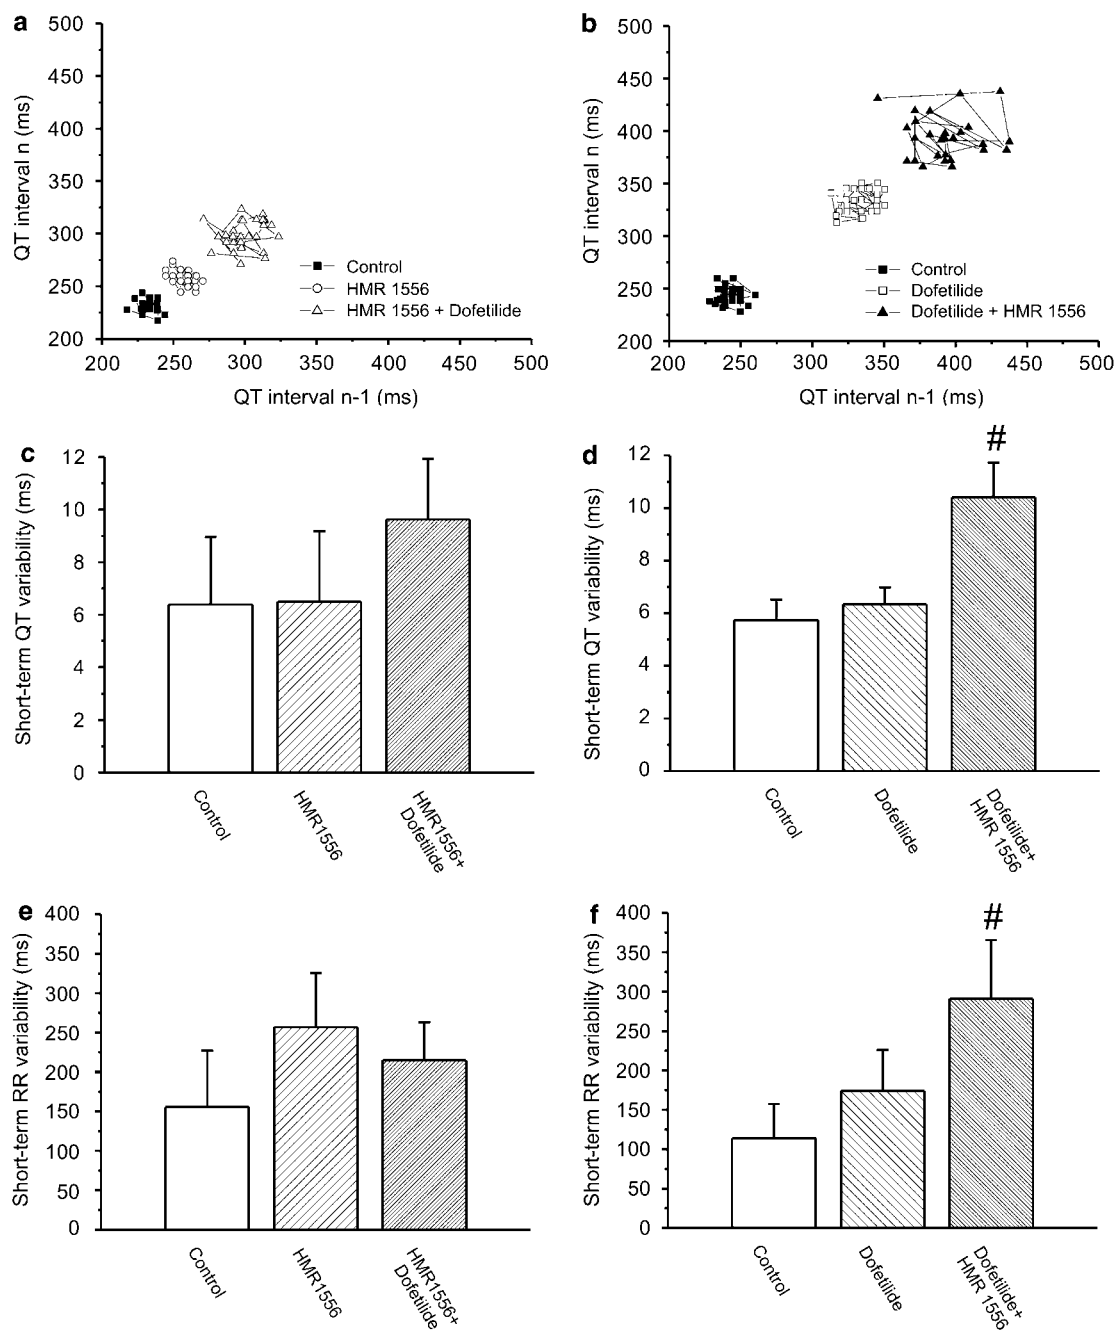 a
500
450
400
350
300
250
200
QT interval n (ms)
Control
HMR 1556
HMR 1556 + Dofetilide
200 250 300 350 400 450 500
QT interval n-1 (ms)
b
500
450
400
350
300
250
200
QT interval n (ms)
Control
Dofetilide
Dofetilide + HMR 1556
200 250 300 350 400 450 500
QT interval n-1 (ms)
c
12
10
8
6
4
2
0
Short-term QT variability (ms)
Control
HMR1556
HMR1556+
Dofetilide
d
#
12
10
8
6
4
2
0
Short-term QT variability (ms)
Control
Dofetilide
Dofetilide+
HMR 1556
e
400
350
300
250
200
150
100
50
0
Short-term RR variability (ms)
Control
HMR1556
HMR1556+
Dofetilide
f
#
400
350
300
250
200
150
100
50
0
Short-term RR variability (ms)
Control
Dofetilide
Dofetilide+
HMR 1556